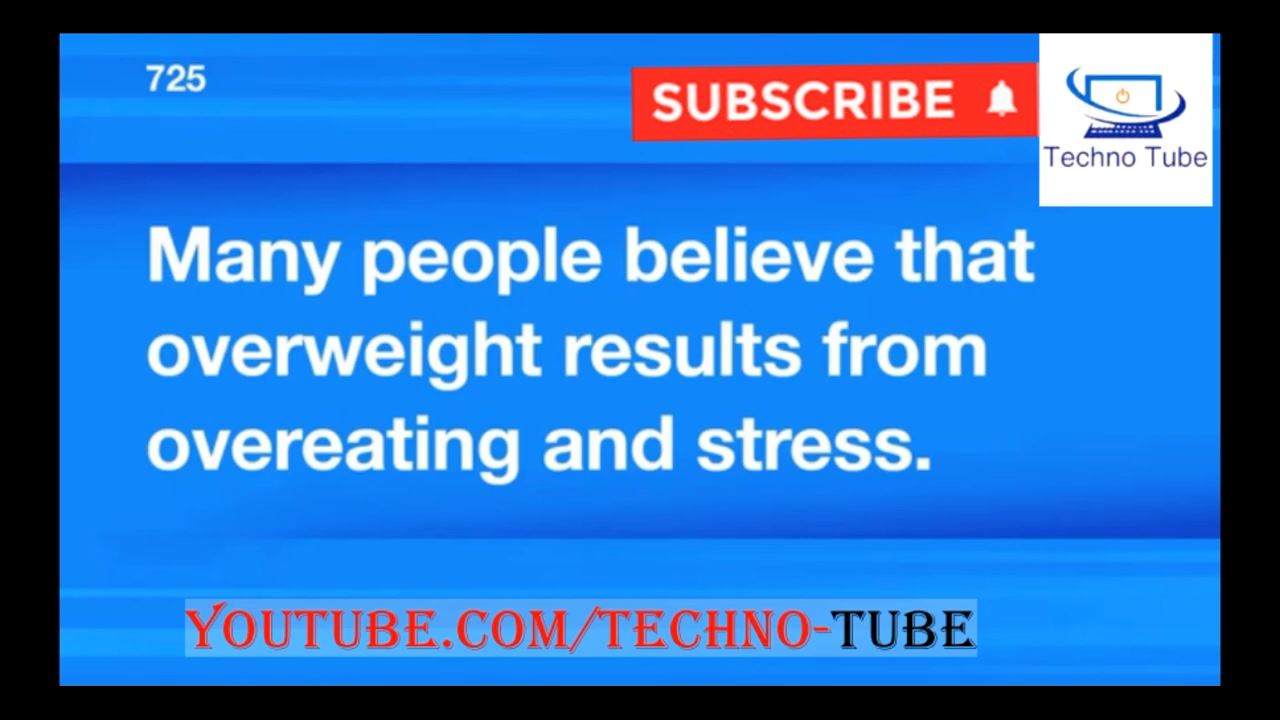 725
SUBSCRIBE
Techno Tube
Many people believe that
overweight results from
overeating and stress.
YOUTUBE.COM/TECHNO-TUBE